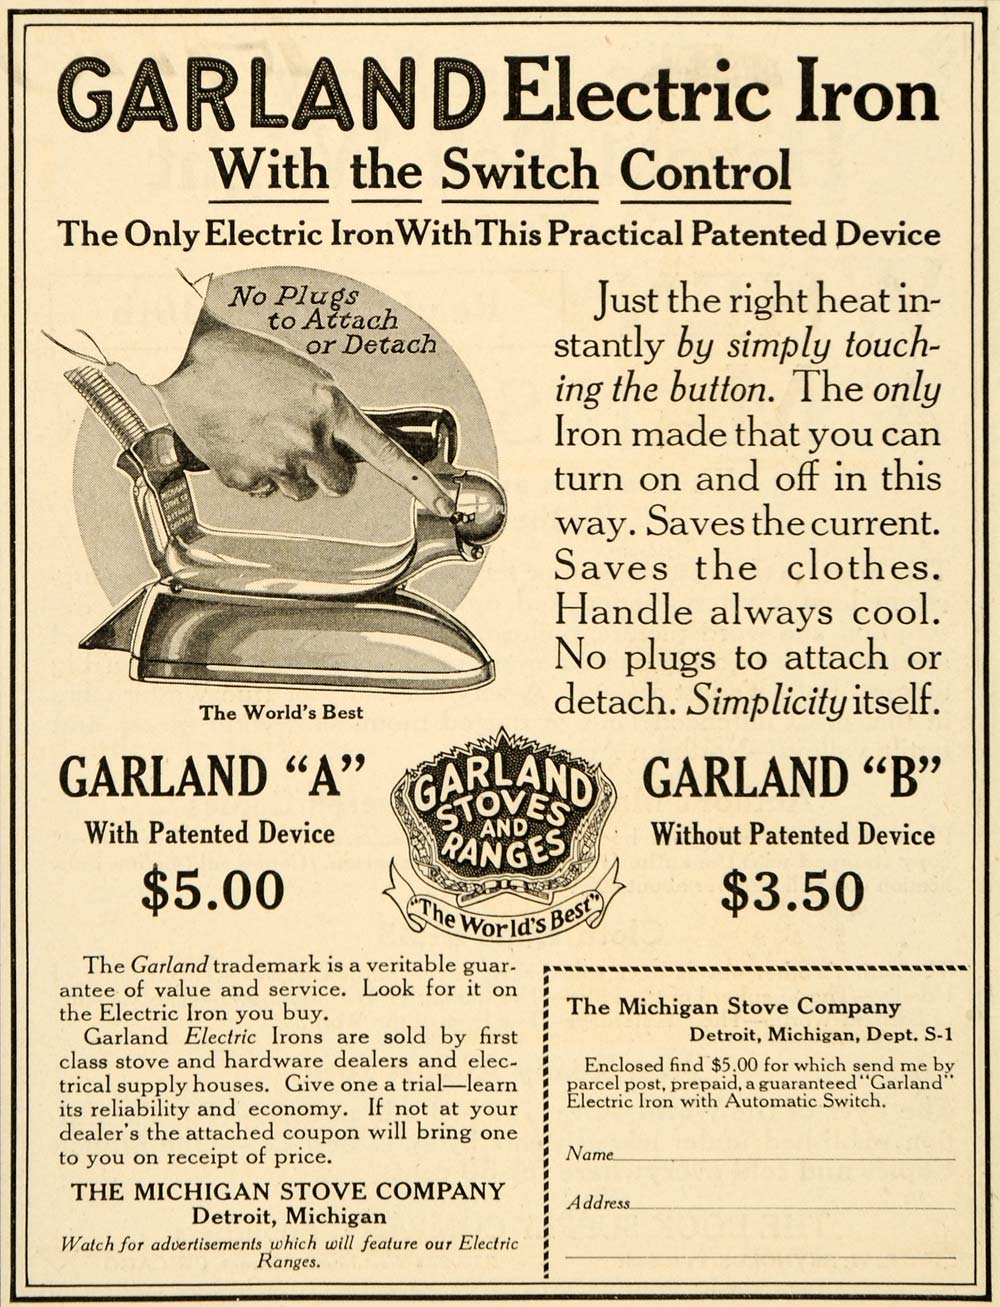 GARLAND Electric Iron
With the Switch Control
The Only Electric Iron With This Practical Patented Device
No Plugs
to Attach
or Detach
MICHIGAN
STOVE CO
DETROIT
CHICAGO
The World's Best
Just the right heat in-
stantly by simply touch-
ing the button. The only
Iron made that you can
turn on and off in this
way. Saves the current.
Saves the clothes.
Handle always cool.
No plugs to attach or
detach. Simplicity itself.
GARLAND "A"
With Patented Device
$5.00
GARLAND
STOVES
AND
RANGES
"The World's Best"
GARLAND "B"
Without Patented Device
$3.50
The Garland trademark is a veritable guar-
antee of value and service. Look for it on
the Electric Iron you buy.
Garland Electric Irons are sold by first
class stove and hardware dealers and elec-
trical supply houses. Give one a trial—learn
its reliability and economy. If not at your
dealer's the attached coupon will bring one
to you on receipt of price.
THE MICHIGAN STOVE COMPANY
Detroit, Michigan
Watch for advertisements which will feature our Electric
Ranges.
The Michigan Stove Company
Detroit, Michigan, Dept. S-1
Enclosed find $5.00 for which send me by
parcel post, prepaid, a guaranteed "Garland"
Electric Iron with Automatic Switch.
Name
Address